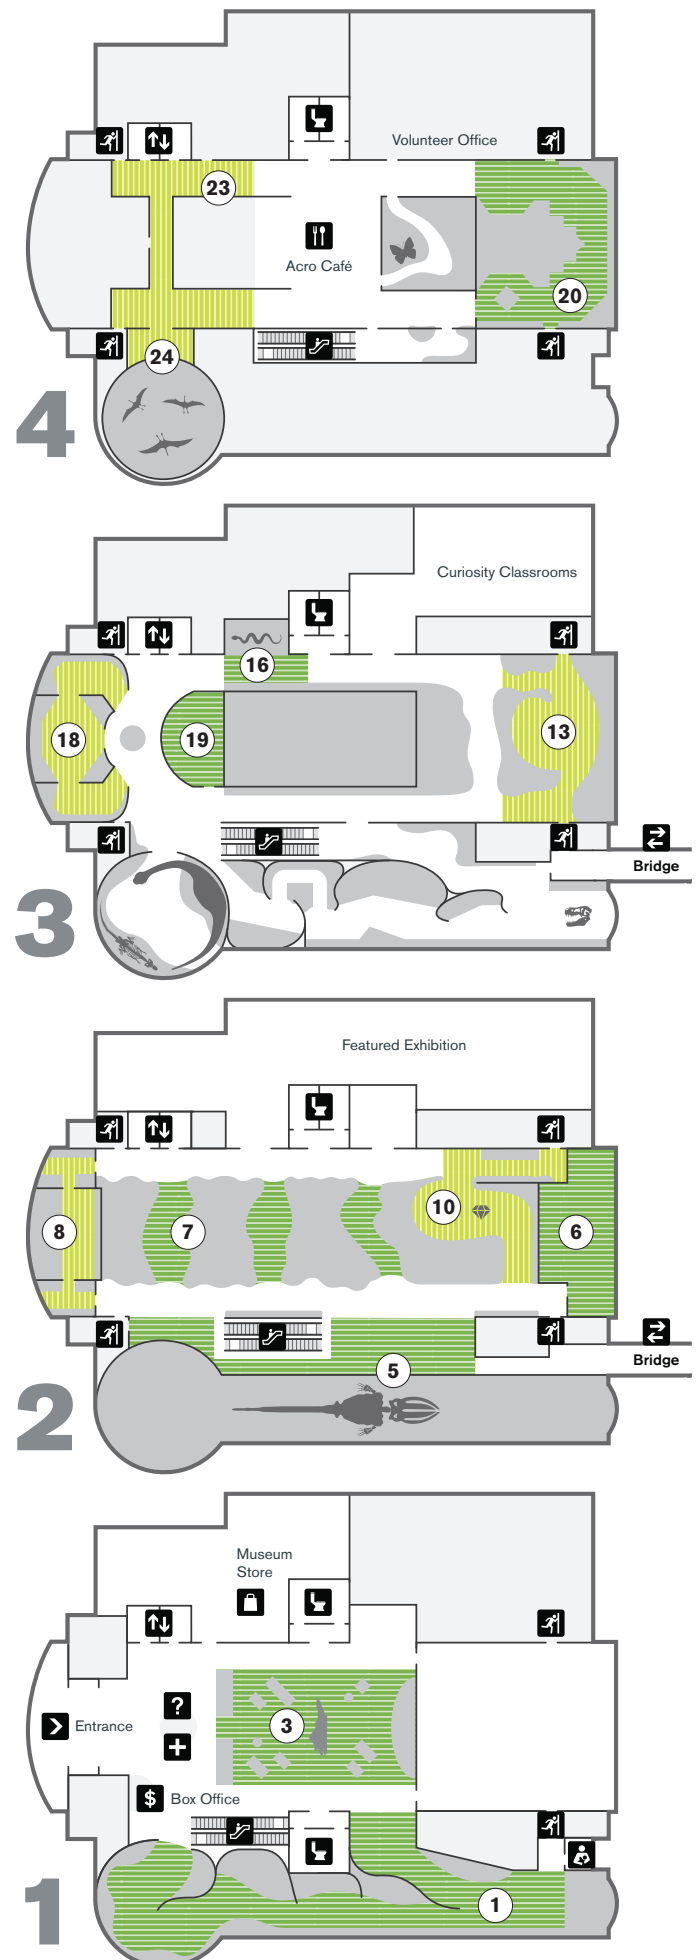 Volunteer Office
23
Acro Café
20
24
4
Curiosity Classrooms
16
18
19
13
Bridge
3
Featured Exhibition
10
8
7
6
Bridge
5
2
Museum
Store
?
3
Entrance
$ Box Office
1
1